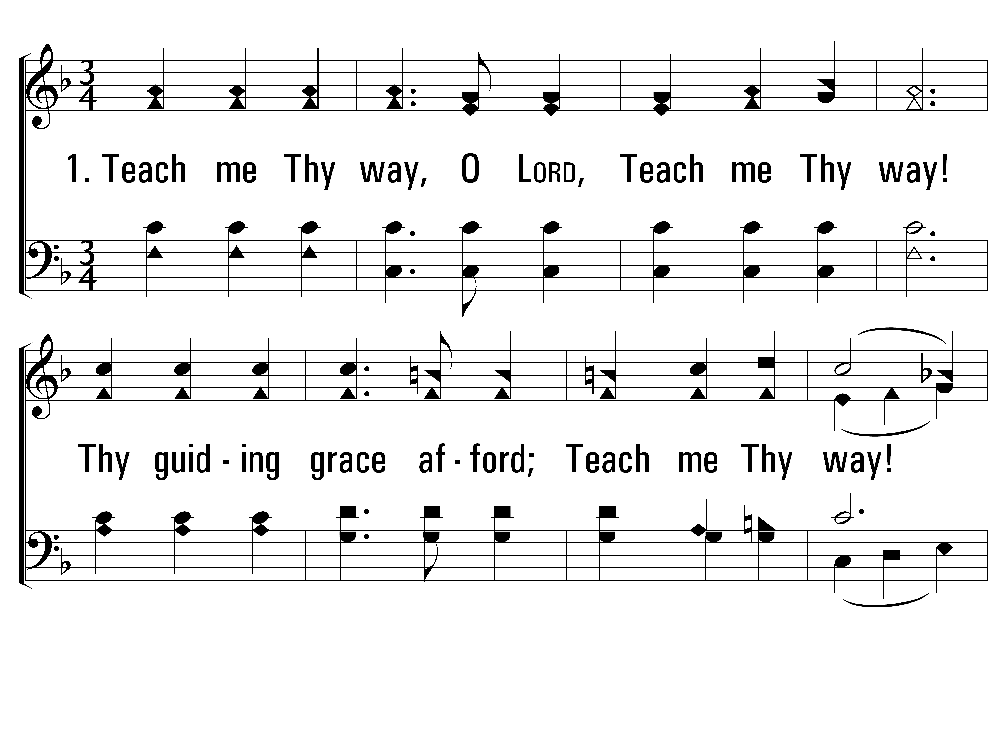 1. Teach me Thy way, O LORD, Teach me Thy way!
Thy guid - ing grace af - ford; Teach me Thy way!